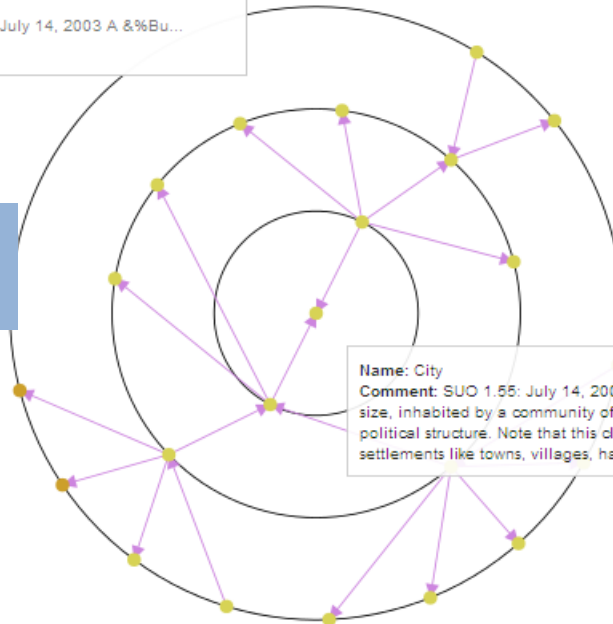 July 14, 2003 A &%Bu...
Name: City
Comment: SUO 1.55: July 14, 200
size, inhabited by a community of
political structure. Note that this cl
settlements like towns, villages, ha